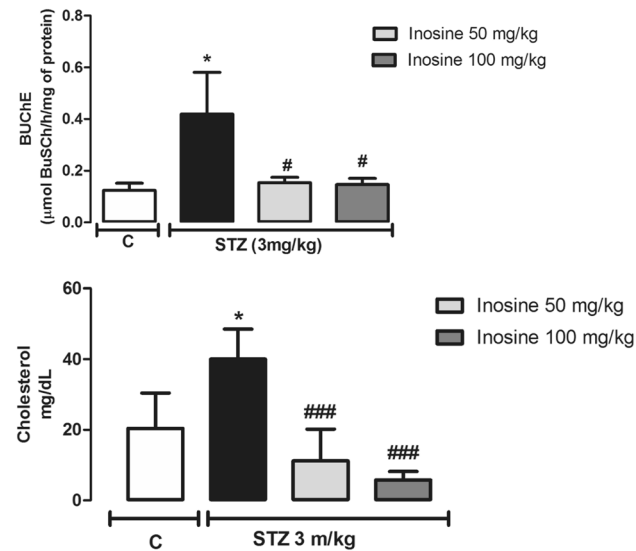 0.8
0.6
0.4
0.2
0.0
BUChE
(μmol BuSCh/h/mg of protein)
*
#
#
Inosine 50 mg/kg
Inosine 100 mg/kg
C
STZ (3mg/kg)
60
40
20
0
Cholesterol
mg/dL
*
###
###
Inosine 50 mg/kg
Inosine 100 mg/kg
C
STZ 3 m/kg